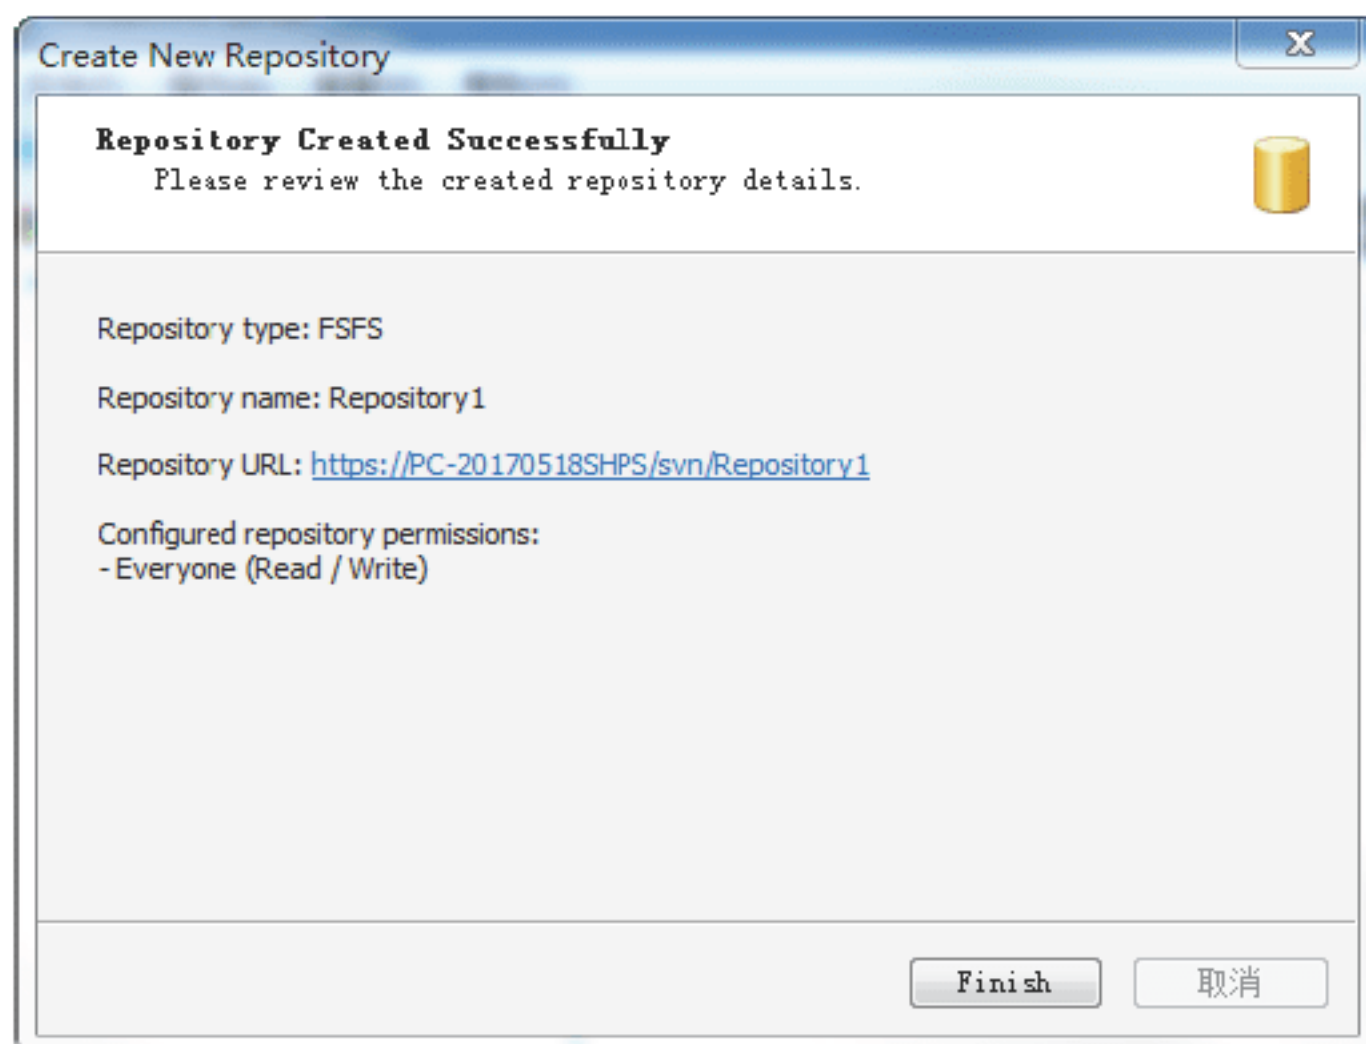 Create New Repository
Repository Created Successfully
Please review the created repository details.
Repository type: FSFS
Repository name: Repository1
Repository URL: https://PC-20170518SHPS/svn/Repository1
Configured repository permissions:
- Everyone (Read / Write)
Finish
取消